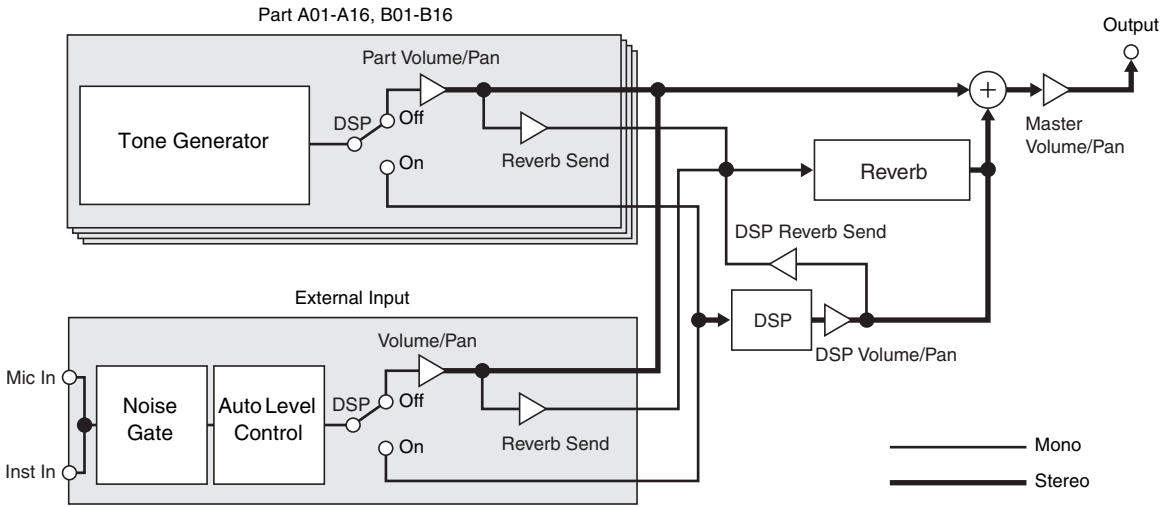 Part A01-A16, B01-B16
Output
Part Volume/Pan
Tone Generator
DSP
Off
On
Reverb Send
+
Master
Volume/Pan
Reverb
DSP Reverb Send
DSP
DSP Volume/Pan
External Input
Volume/Pan
Mic In
Inst In
Noise
Gate
Auto Level
Control
DSP
Off
On
Reverb Send
Mono
Stereo